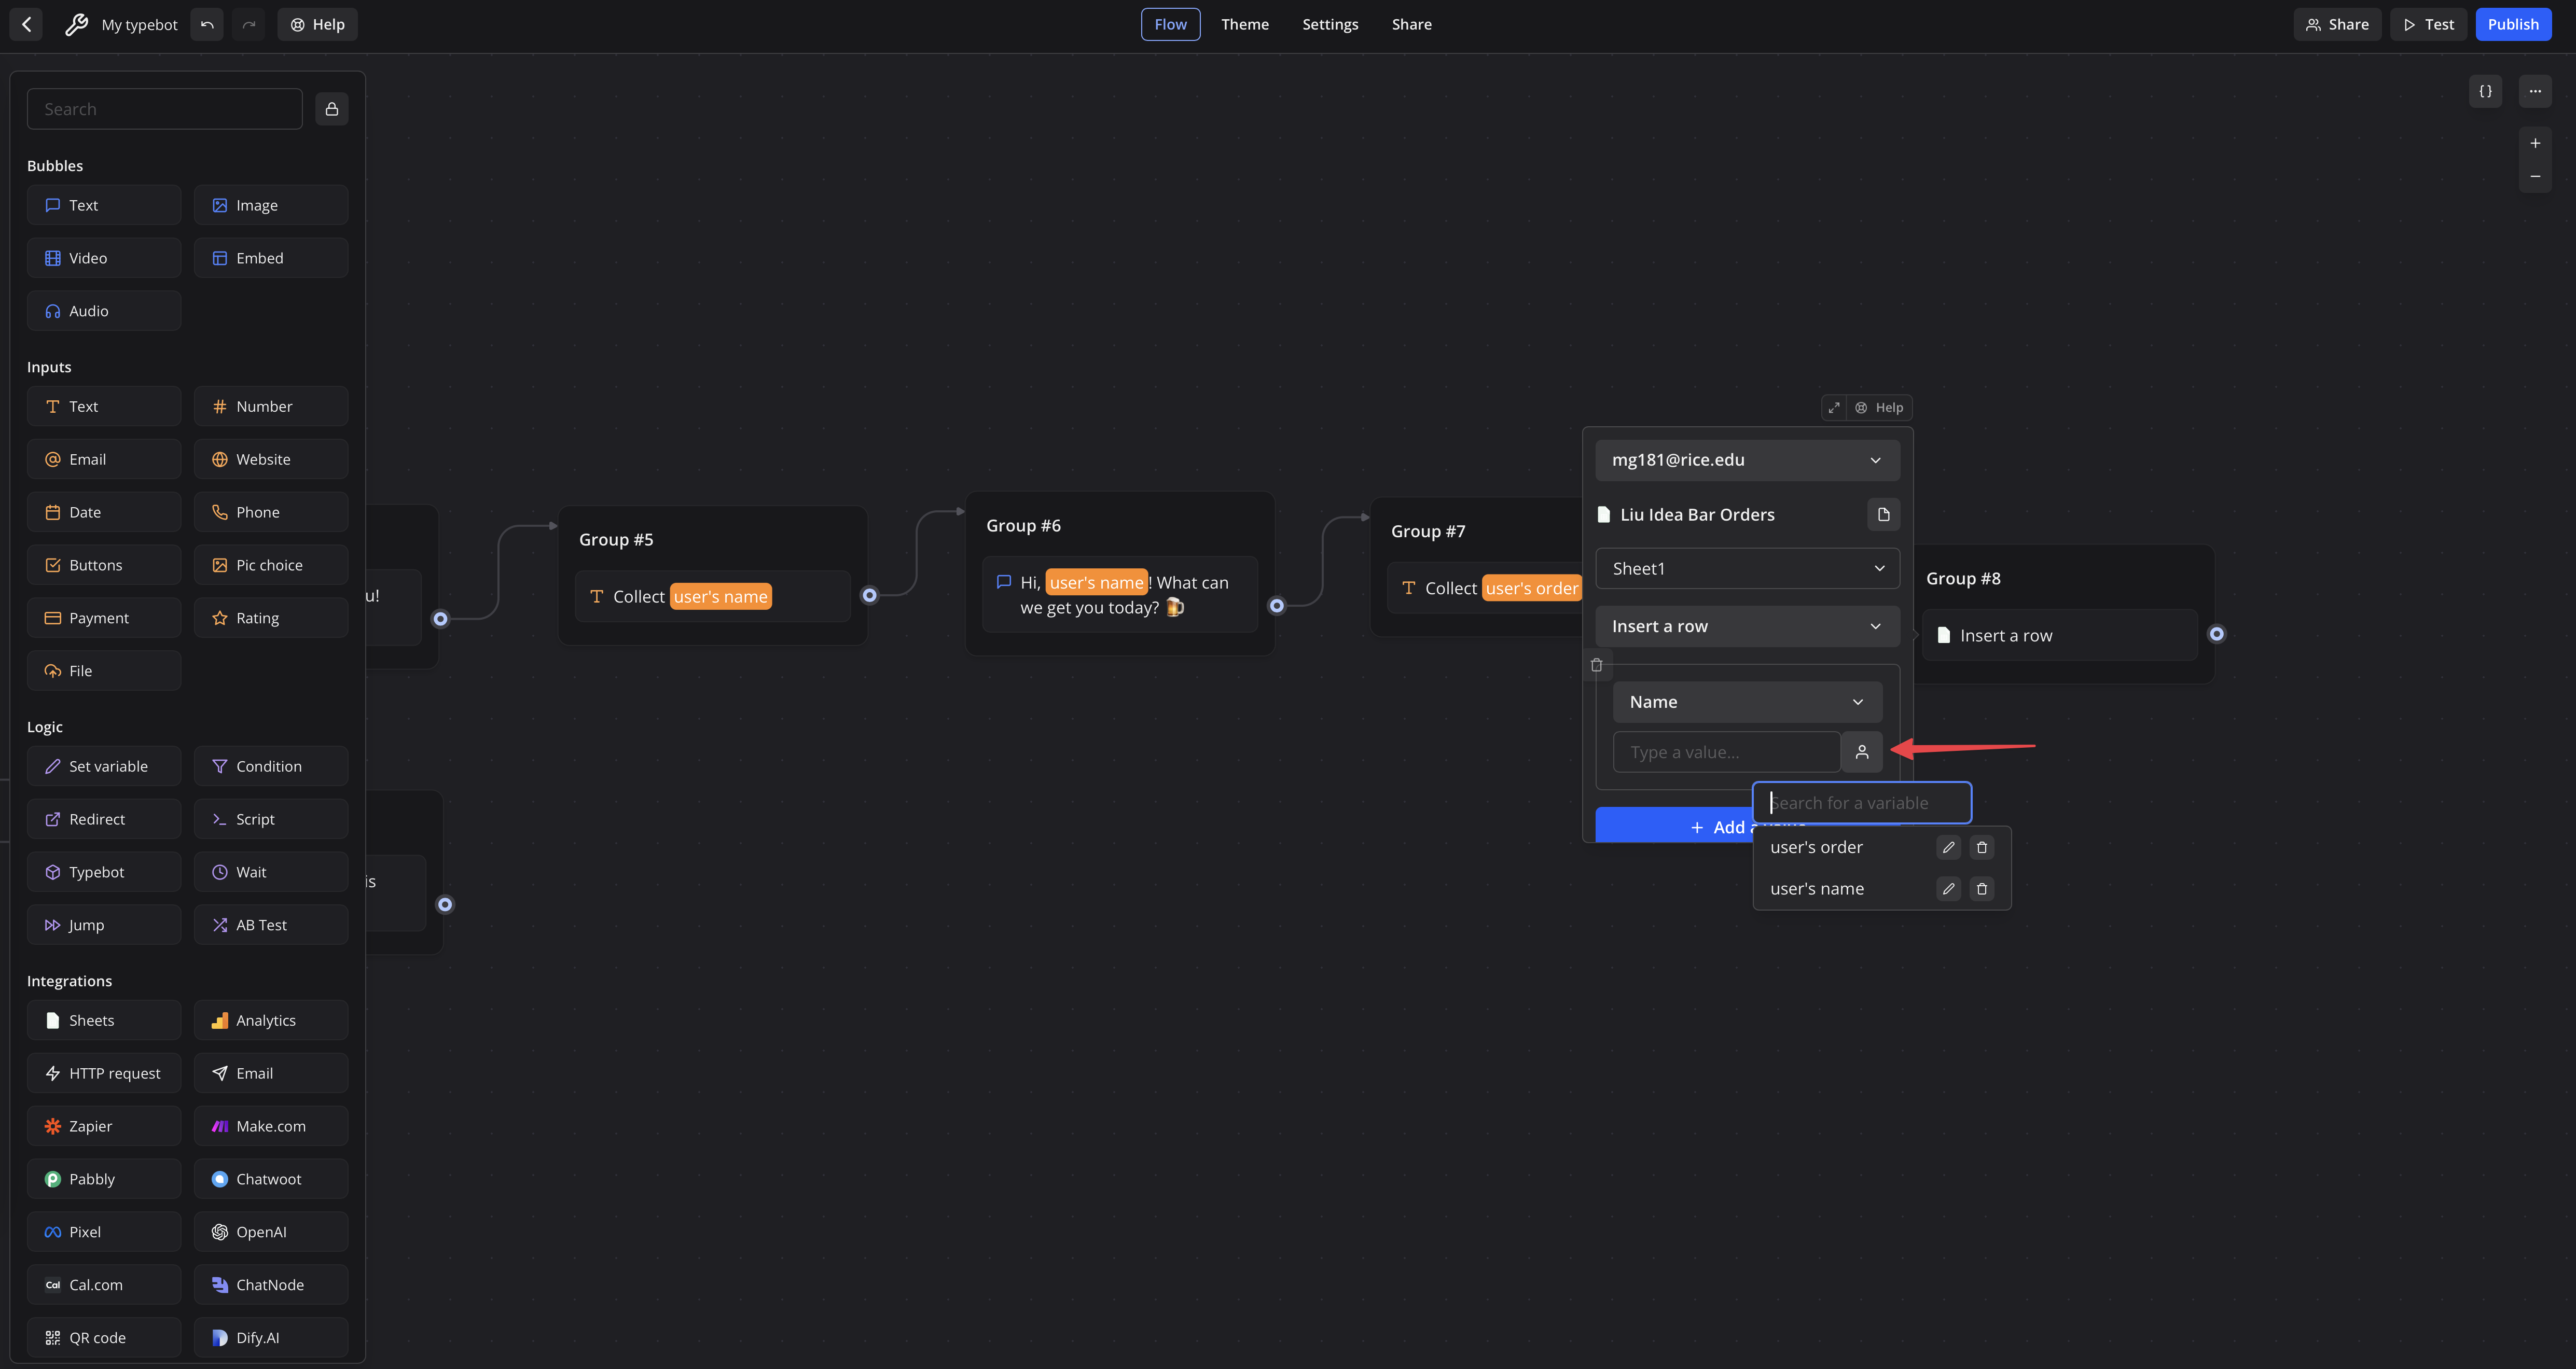 My typebot
Help
Flow
Theme
Settings
Share
Share
Test
Publish
Search
Bubbles
Text
Image
Video
Embed
Audio
Inputs
Text
Number
Email
Website
Date
Phone
Buttons
Pic choice
Payment
Rating
File
Logic
Set variable
Condition
Redirect
Script
Typebot
Wait
Jump
AB Test
Integrations
Sheets
Analytics
HTTP request
Email
Zapier
Make.com
Pabbly
Chatwoot
Pixel
OpenAI
Cal
Cal.com
ChatNode
QR code
Dify.AI
u!
is
Group #5
Collect user's name
Group #6
Hi, user's name! What can
we get you today? 🍺
Group #7
Collect user's order
Help
mg181@rice.edu
Liu Idea Bar Orders
Sheet1
Insert a row
Name
Type a value...
Search for a variable
Add a value
user's order
user's name
Group #8
Insert a row